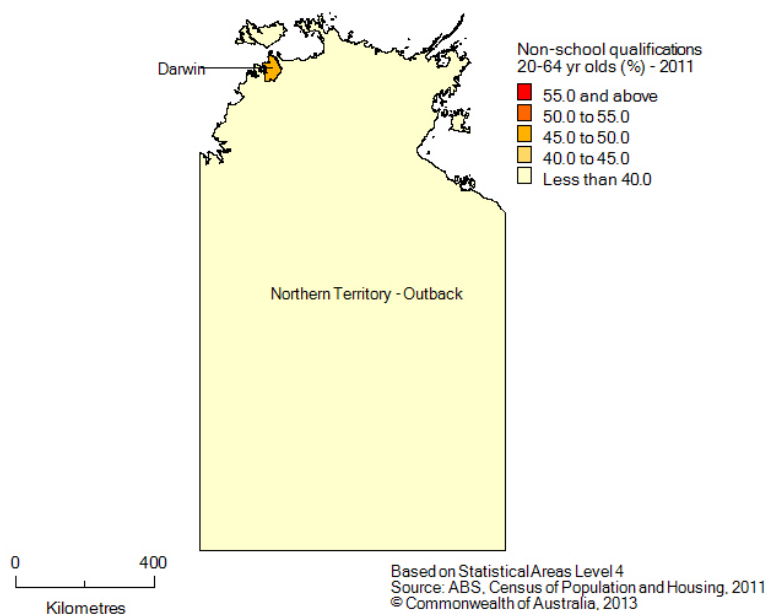 Non-school qualifications
20-64 yr olds (%) - 2011
55.0 and above
50.0 to 55.0
45.0 to 50.0
40.0 to 45.0
Less than 40.0
Darwin
Northern Territory - Outback
0 400
Kilometres
Based on Statistical Areas Level 4
Source: ABS, Census of Population and Housing, 2011
© Commonwealth of Australia, 2013